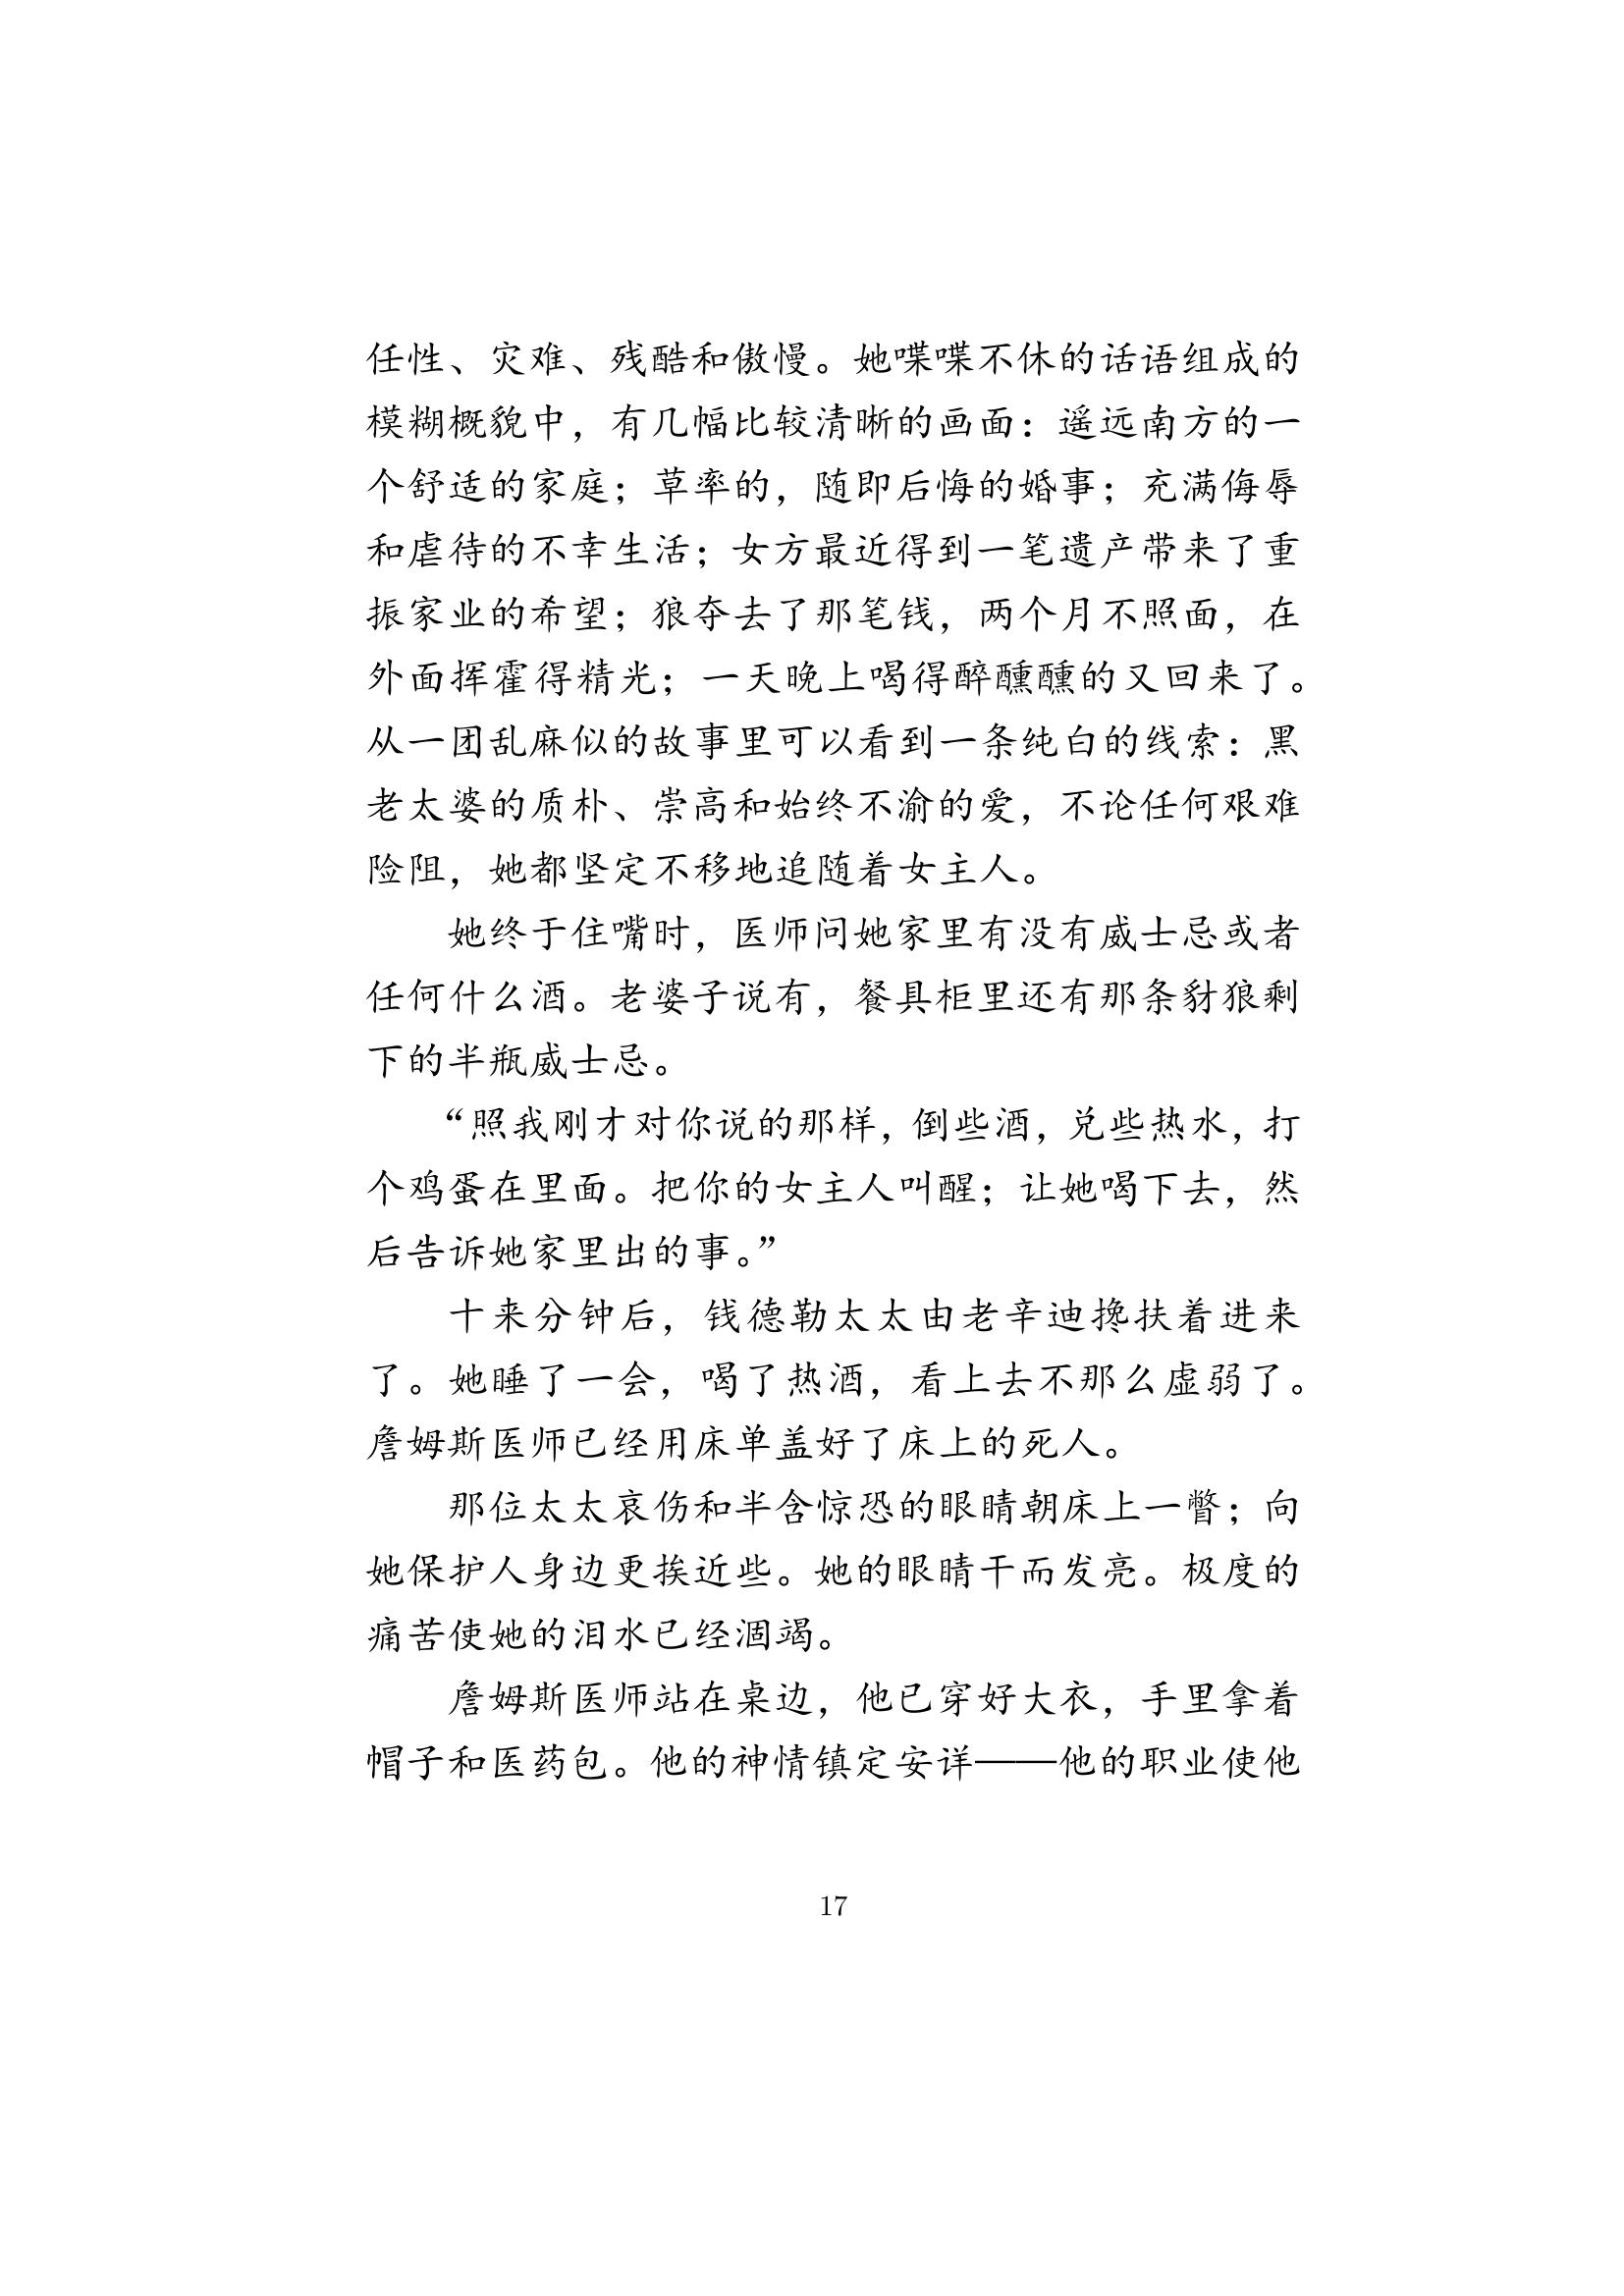 任性、灾难、残酷和傲慢。她喋喋不休的话语组成的
模糊概貌中，有几幅比较清晰的画面：遥远南方的一
个舒适的家庭；草率的，随即后悔的婚事；充满侮辱
和虐待的不幸生活；女方最近得到一笔遗产带来了重
振家业的希望；狼夺去了那笔钱，两个月不照面，在
外面挥霍得精光；一天晚上喝得醉醺醺的又回来了。
从一团乱麻似的故事里可以看到一条纯白的线索：黑
老太婆的质朴、崇高和始终不渝的爱，不论任何艰难
险阻，她都坚定不移地追随着女主人。
她终于住嘴时，医师问她家里有没有威士忌或者
任何什么酒。老婆子说有，餐具柜里还有那条豺狼剩
下的半瓶威士忌。
“照我刚才对你说的那样，倒些酒，兑些热水，打
个鸡蛋在里面。把你的女主人叫醒；让她喝下去，然
后告诉她家里出的事。”
十来分钟后，钱德勒太太由老辛迪搀扶着进来
了。她睡了一会，喝了热酒，看上去不那么虚弱了。
詹姆斯医师已经用床单盖好了床上的死人。
那位太太哀伤和半含惊恐的眼睛朝床上一瞥；向
她保护人身边更挨近些。她的眼睛干而发亮。极度的
痛苦使她的泪水已经涸竭。
詹姆斯医师站在桌边，他已穿好大衣，手里拿着
帽子和医药包。他的神情镇定安详——他的职业使他
17